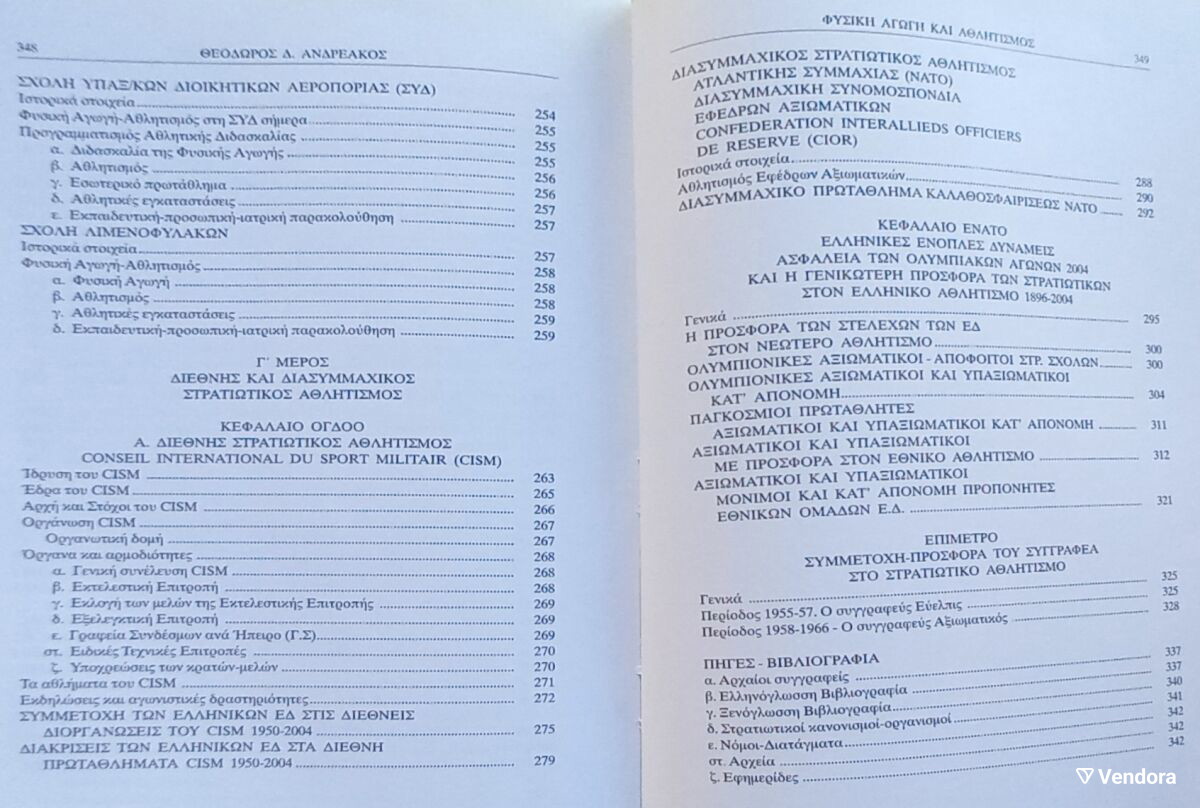 348
ΘΕΟΔΩΡΟΣ Δ. ΑΝΔΡΕΑΚΟΣ
ΣΧΟΛΗ ΥΠΑΞ/ΚΩΝ ΔΙΟΙΚΗΤΙΚΩΝ ΑΕΡΟΠΟΡΙΑΣ (ΣΥΔ)
Ιστορικά στοιχεία 254
Φυσική Αγωγή-Αθλητισμός στη ΣΥΔ σήμερα 255
Προγραμματισμός Αθλητικής Διδασκαλίας 255
α. Διδασκαλία της Φυσικής Αγωγής 255
β. Αθλητισμός 256
γ. Εσωτερικό πρωτάθλημα 256
δ. Αθλητικές εγκαταστάσεις 257
ε. Εκπαιδευτική-προσωπική-ιατρική παρακολούθηση 257
ΣΧΟΛΗ ΛΙΜΕΝΟΦΥΛΑΚΩΝ
Ιστορικά στοιχεία 257
Φυσική Αγωγή-Αθλητισμός 258
α. Φυσική Αγωγή 258
β. Αθλητισμός 258
γ. Αθλητικές εγκαταστάσεις 259
δ. Εκπαιδευτική-προσωπική-ιατρική παρακολούθηση 259
Γ΄ ΜΕΡΟΣ
ΔΙΕΘΝΗΣ ΚΑΙ ΔΙΑΣΥΜΜΑΧΙΚΟΣ
ΣΤΡΑΤΙΩΤΙΚΟΣ ΑΘΛΗΤΙΣΜΟΣ
ΚΕΦΑΛΑΙΟ ΟΓΔΟΟ
Α. ΔΙΕΘΝΗΣ ΣΤΡΑΤΙΩΤΙΚΟΣ ΑΘΛΗΤΙΣΜΟΣ
CONSEIL INTERNATIONAL DU SPORT MILITAIR (CISM)
Ίδρυση του CISM 263
Έδρα του CISM 265
Αρχή και Στόχοι του CISM 266
Οργάνωση CISM 267
Οργανωτική δομή 267
Όργανα και αρμοδιότητες 268
α. Γενική συνέλευση CISM 268
β. Εκτελεστική Επιτροπή 268
γ. Εκλογή των μελών της Εκτελεστικής Επιτροπής 269
δ. Εξελεγκτική Επιτροπή 269
ε. Γραφεία Συνδέσμων ανά Ήπειρο (Γ.Σ) 269
στ. Ειδικές Τεχνικές Επιτροπές 270
ζ. Υποχρεώσεις των κρατών-μελών 270
Τα αθλήματα του CISM 271
Εκδηλώσεις και αγωνιστικές δραστηριότητες 272
ΣΥΜΜΕΤΟΧΗ ΤΩΝ ΕΛΛΗΝΙΚΩΝ ΕΔ ΣΤΙΣ ΔΙΕΘΝΕΙΣ
ΔΙΟΡΓΑΝΩΣΕΙΣ ΤΟΥ CISM 1950-2004 275
ΔΙΑΚΡΙΣΕΙΣ ΤΩΝ ΕΛΛΗΝΙΚΩΝ ΕΔ ΣΤΑ ΔΙΕΘΝΗ
ΠΡΩΤΑΘΛΗΜΑΤΑ CISM 1950-2004 279
ΦΥΣΙΚΗ ΑΓΩΓΗ ΚΑΙ ΑΘΛΗΤΙΣΜΟΣ
349
ΔΙΑΣΥΜΜΑΧΙΚΟΣ ΣΤΡΑΤΙΩΤΙΚΟΣ ΑΘΛΗΤΙΣΜΟΣ
ΑΤΛΑΝΤΙΚΗΣ ΣΥΜΜΑΧΙΑΣ (ΝΑΤΟ)
ΔΙΑΣΥΜΜΑΧΙΚΗ ΣΥΝΟΜΟΣΠΟΝΔΙΑ
ΕΦΕΔΡΩΝ ΑΞΙΩΜΑΤΙΚΩΝ
CONFEDERATION INTERALLIEDS OFFICIERS
DE RESERVE (CIOR)
Ιστορικά στοιχεία 288
Αθλητισμός Εφέδρων Αξιωματικών 290
ΔΙΑΣΥΜΜΑΧΙΚΟ ΠΡΩΤΑΘΛΗΜΑ ΚΑΛΑΘΟΣΦΑΙΡΙΣΕΩΣ ΝΑΤΟ 292
ΚΕΦΑΛΑΙΟ ΕΝΑΤΟ
ΕΛΛΗΝΙΚΕΣ ΕΝΟΠΛΕΣ ΔΥΝΑΜΕΙΣ
ΑΣΦΑΛΕΙΑ ΤΩΝ ΟΛΥΜΠΙΑΚΩΝ ΑΓΩΝΩΝ 2004
ΚΑΙ Η ΓΕΝΙΚΩΤΕΡΗ ΠΡΟΣΦΟΡΑ ΤΩΝ ΣΤΡΑΤΙΩΤΙΚΩΝ
ΣΤΟΝ ΕΛΛΗΝΙΚΟ ΑΘΛΗΤΙΣΜΟ 1896-2004
Γενικά 295
Η ΠΡΟΣΦΟΡΑ ΤΩΝ ΣΤΕΛΕΧΩΝ ΤΩΝ ΕΔ
ΣΤΟΝ ΝΕΩΤΕΡΟ ΑΘΛΗΤΙΣΜΟ 300
ΟΛΥΜΠΙΟΝΙΚΕΣ ΑΞΙΩΜΑΤΙΚΟΙ - ΑΠΟΦΟΙΤΟΙ ΣΤΡ. ΣΧΟΛΩΝ 300
ΟΛΥΜΠΙΟΝΙΚΕΣ ΑΞΙΩΜΑΤΙΚΟΙ ΚΑΙ ΥΠΑΞΙΩΜΑΤΙΚΟΙ
ΚΑΤ' ΑΠΟΝΟΜΗ 304
ΠΑΓΚΟΣΜΙΟΙ ΠΡΩΤΑΘΛΗΤΕΣ
ΑΞΙΩΜΑΤΙΚΟΙ ΚΑΙ ΥΠΑΞΙΩΜΑΤΙΚΟΙ ΚΑΤ' ΑΠΟΝΟΜΗ 311
ΑΞΙΩΜΑΤΙΚΟΙ ΚΑΙ ΥΠΑΞΙΩΜΑΤΙΚΟΙ
ΜΕ ΠΡΟΣΦΟΡΑ ΣΤΟΝ ΕΘΝΙΚΟ ΑΘΛΗΤΙΣΜΟ 312
ΑΞΙΩΜΑΤΙΚΟΙ ΚΑΙ ΥΠΑΞΙΩΜΑΤΙΚΟΙ
ΜΟΝΙΜΟΙ ΚΑΙ ΚΑΤ' ΑΠΟΝΟΜΗ ΠΡΟΠΟΝΗΤΕΣ
ΕΘΝΙΚΩΝ ΟΜΑΔΩΝ Ε.Δ. 321
ΕΠΙΜΕΤΡΟ
ΣΥΜΜΕΤΟΧΗ-ΠΡΟΣΦΟΡΑ ΤΟΥ ΣΥΓΓΡΑΦΕΑ
ΣΤΟ ΣΤΡΑΤΙΩΤΙΚΟ ΑΘΛΗΤΙΣΜΟ
Γενικά 325
Περίοδος 1955-57. Ο συγγραφεύς Εύελπις 325
Περίοδος 1958-1966 - Ο συγγραφεύς Αξιωματικός 328
ΠΗΓΕΣ - ΒΙΒΛΙΟΓΡΑΦΙΑ
α. Αρχαίοι συγγραφείς 337
β. Ελληνόγλωσση Βιβλιογραφία 337
γ. Ξενόγλωσση Βιβλιογραφία 340
δ. Στρατιωτικοί κανονισμοί-οργανισμοί 341
ε. Νόμοι-Διατάγματα 342
στ. Αρχεία 342
ζ. Εφημερίδες 342
Vendora